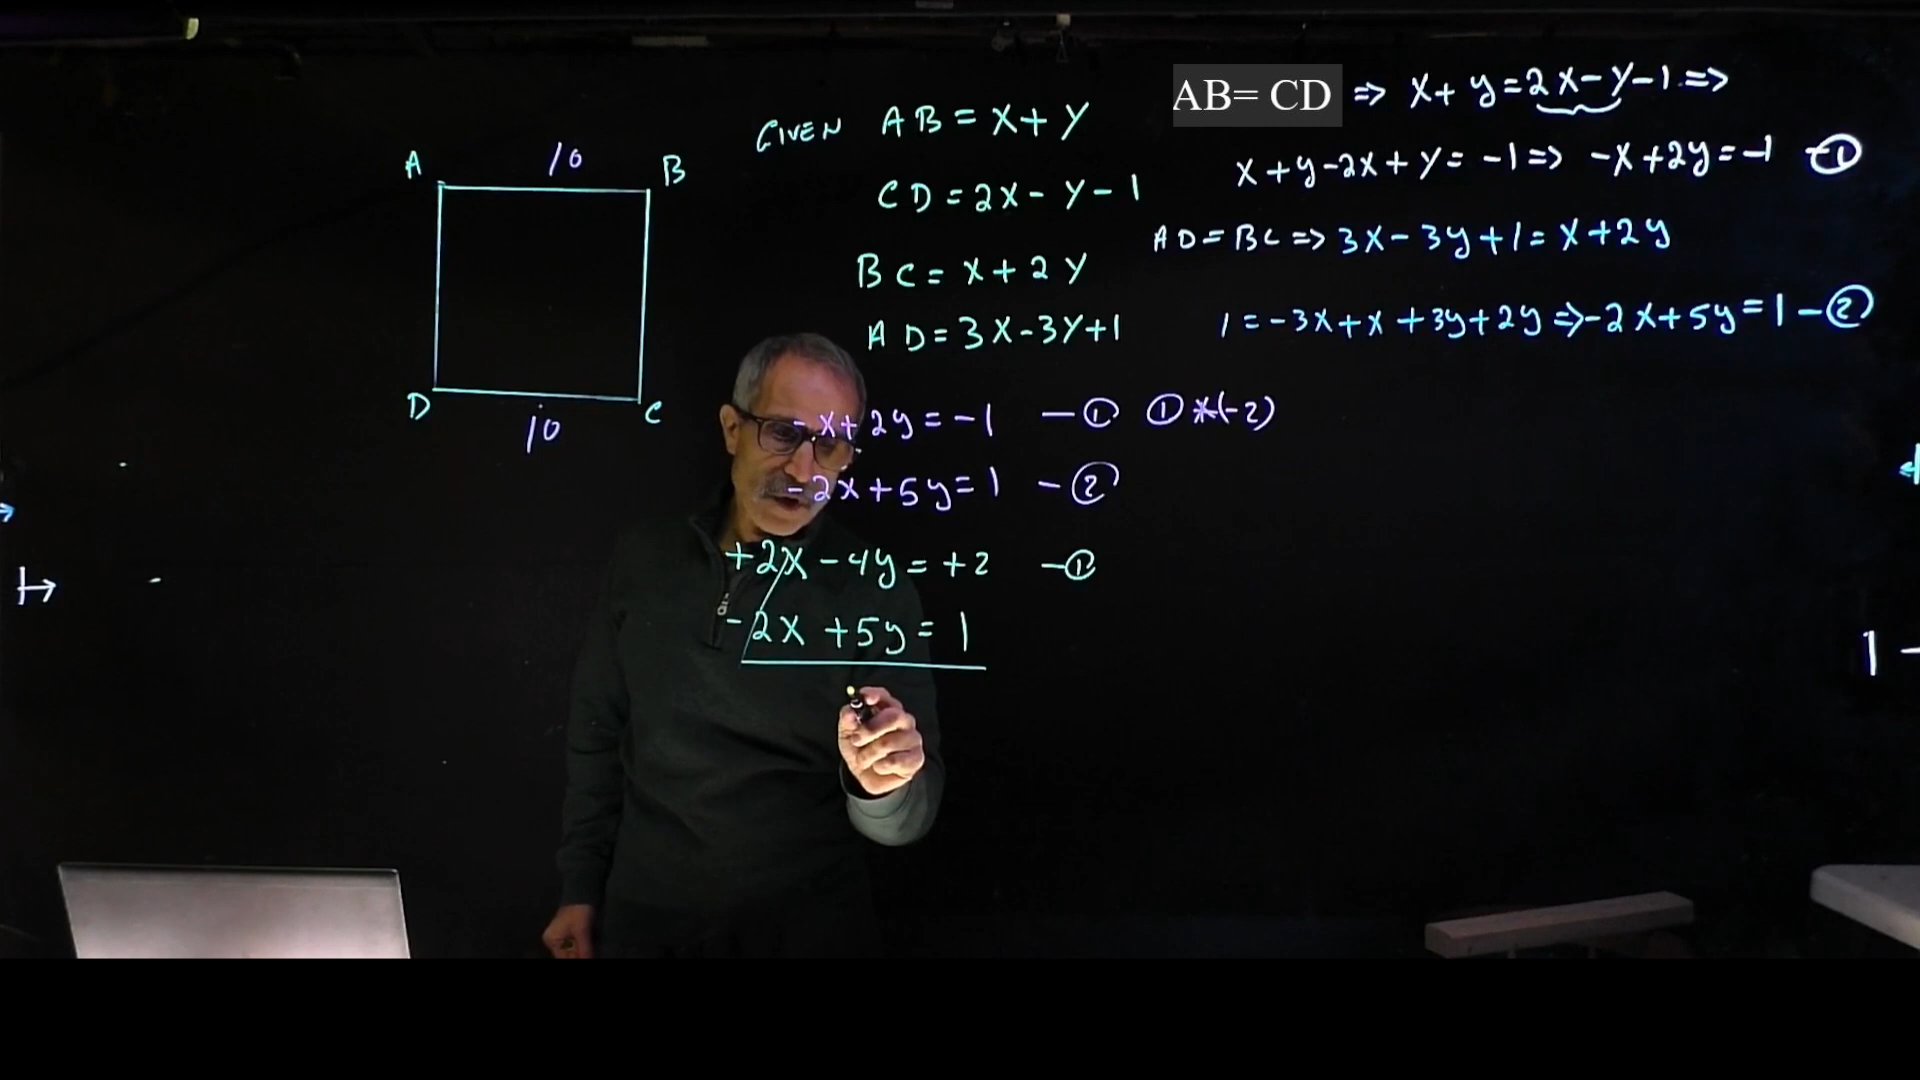 A 10 B
D 10 C
GIVEN AB = x + y
CD = 2x - y - 1
BC = x + 2y
AD = 3x - 3y + 1
AB= CD ⇒ x + y = 2x - y - 1 ⇒
x + y - 2x + y = -1 ⇒ -x + 2y = -1 -①
AD = BC ⇒ 3x - 3y + 1 = x + 2y
1 = -3x + x + 3y + 2y ⇒ -2x + 5y = 1 - ②
-x + 2y = -1 - ① ① *(-2)
-2x + 5y = 1 - ②
+2x - 4y = +2 - ①
-2x + 5y = 1